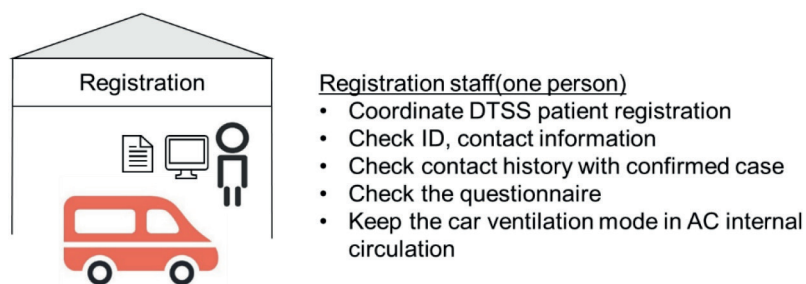 Registration
Registration staff(one person)
• Coordinate DTSS patient registration
• Check ID, contact information
• Check contact history with confirmed case
• Check the questionnaire
• Keep the car ventilation mode in AC internal
circulation